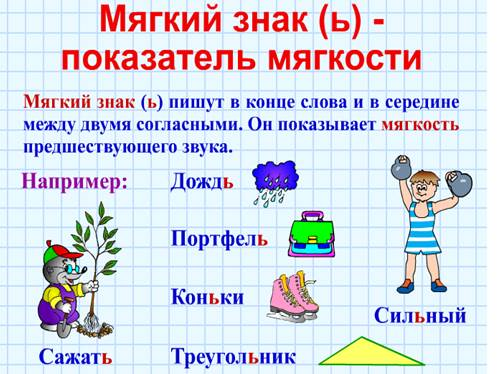 Мягкий знак (ь) -
показатель мягкости
Мягкий знак (ь) пишут в конце слова и в середине
между двумя согласными. Он показывает мягкость
предшествующего звука.
Например:
Дождь
Портфель
Коньки
Сильный
Сажать
Треугольник